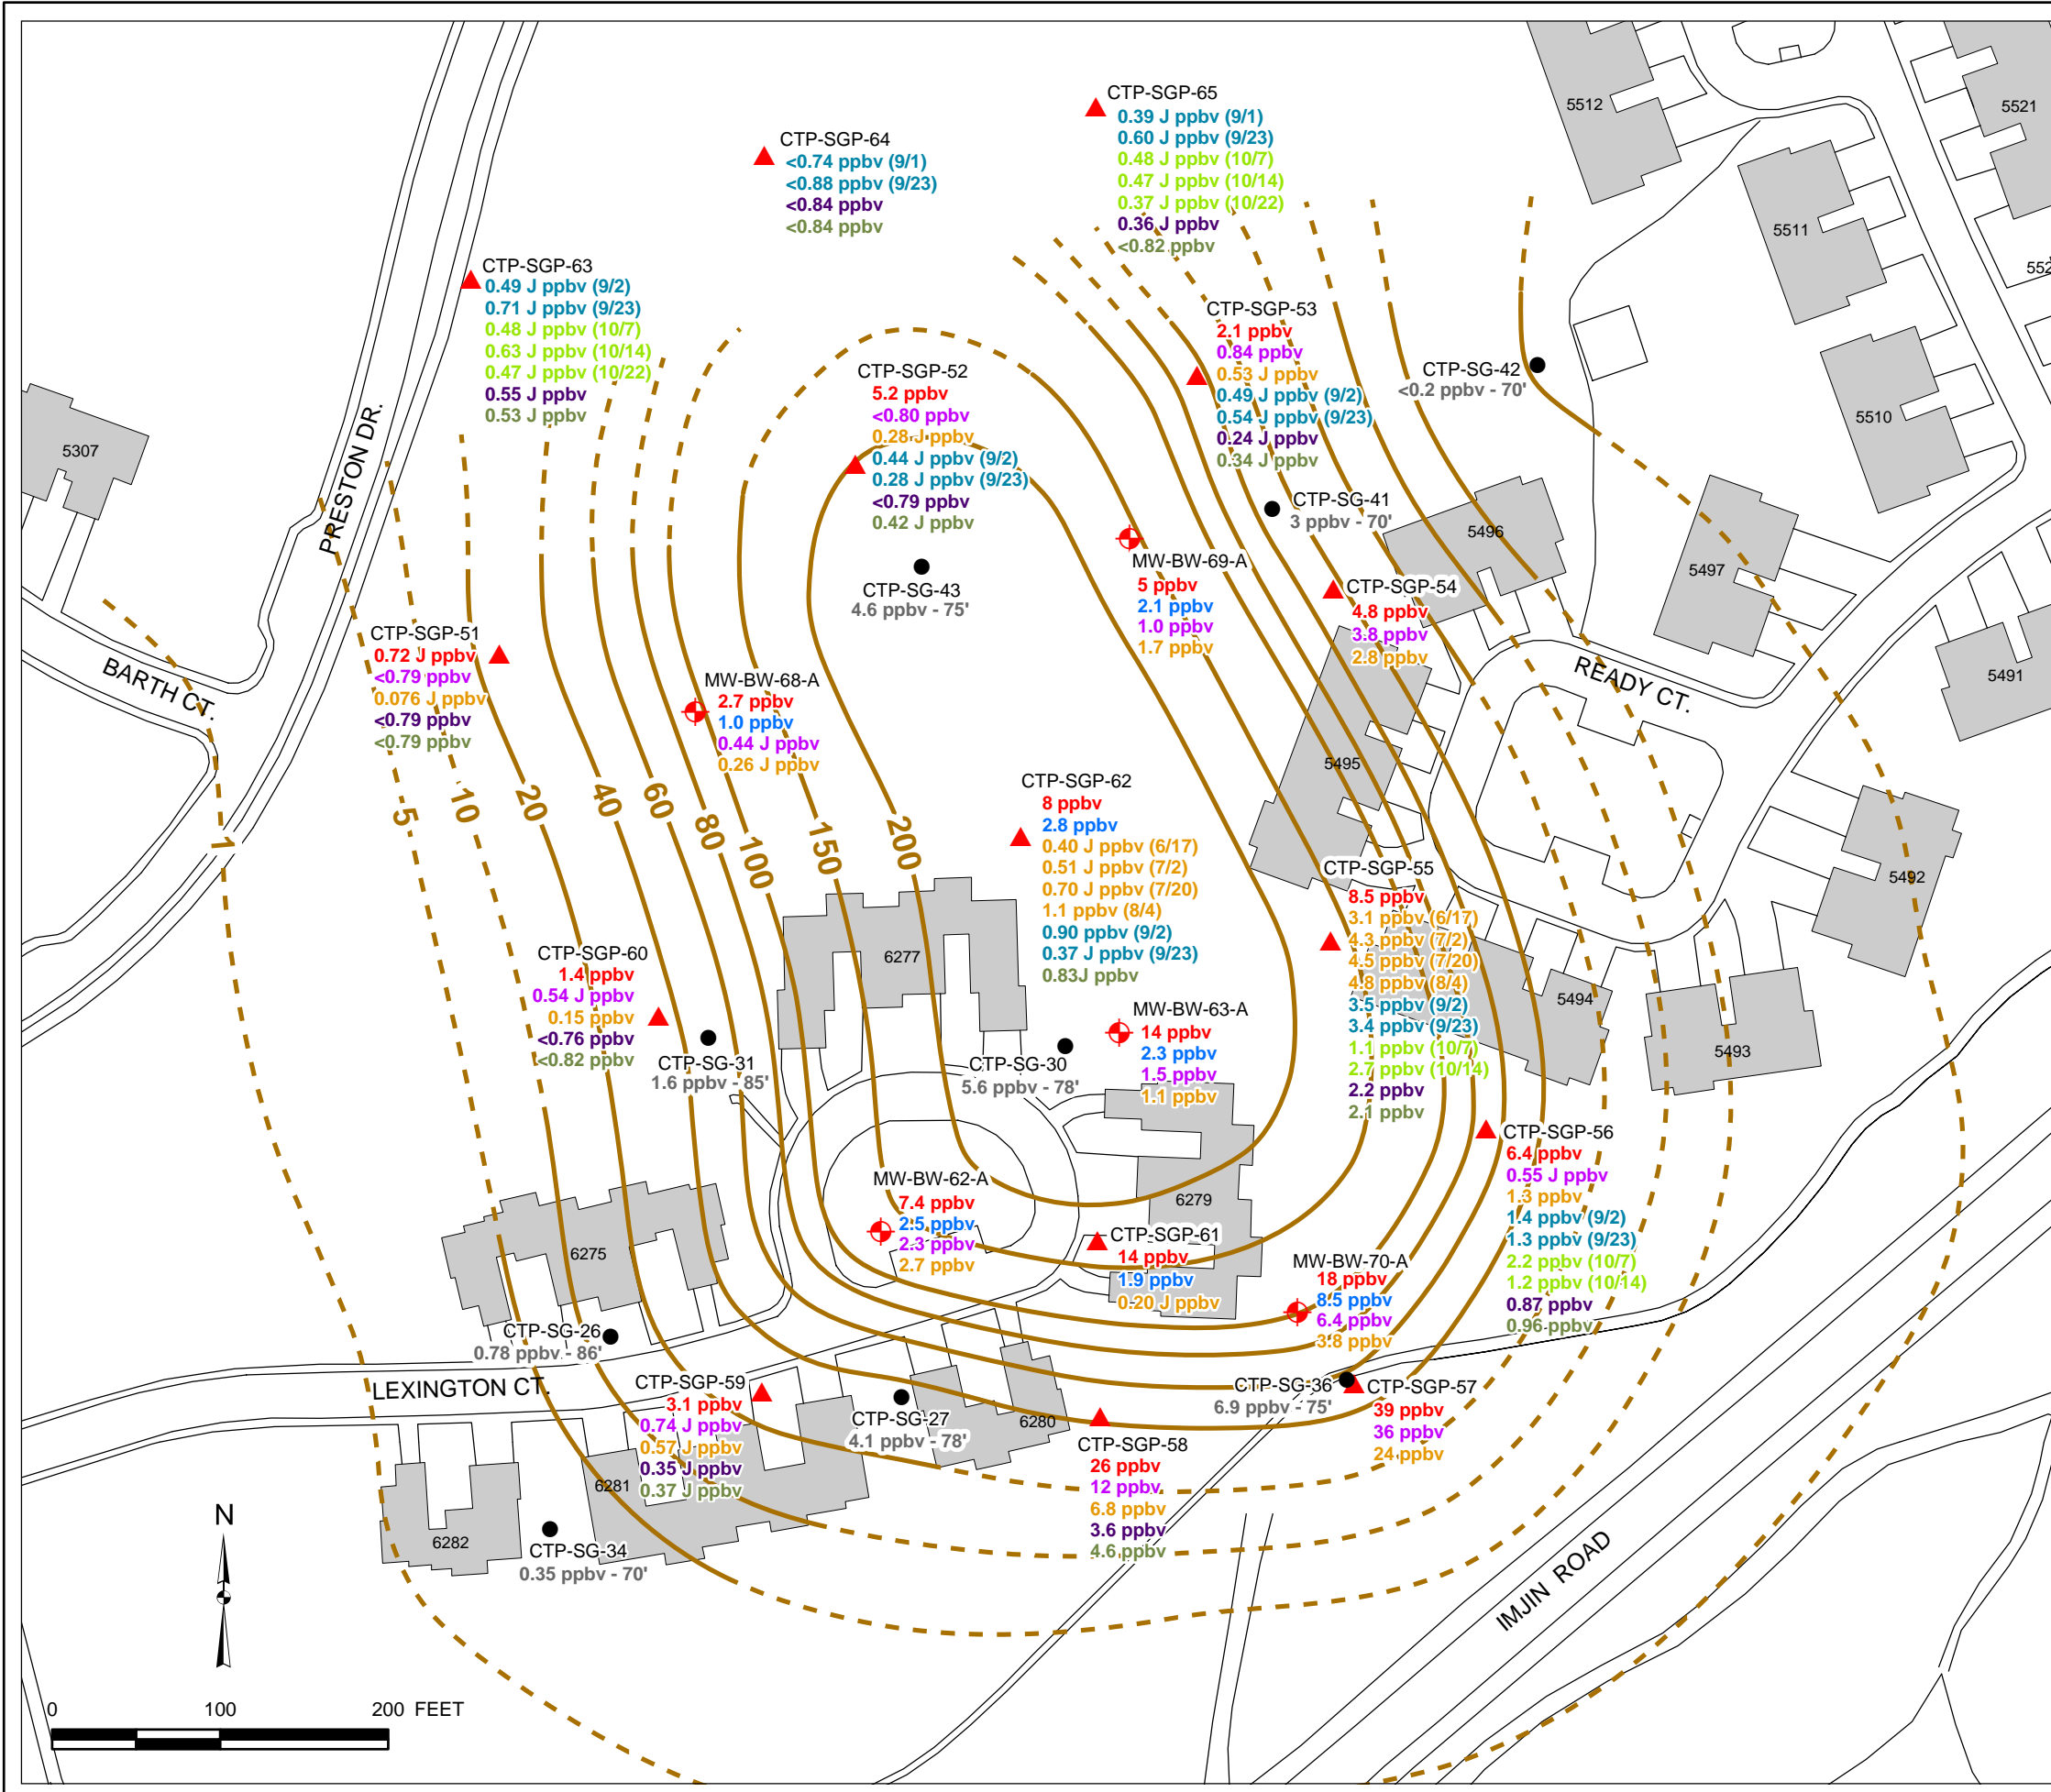 CTP-SGP-65
0.39 J ppbv (9/1)
0.60 J ppbv (9/23)
0.48 J ppbv (10/7)
0.47 J ppbv (10/14)
0.37 J ppbv (10/22)
0.36 J ppbv
<0.82 ppbv
CTP-SGP-64
<0.74 ppbv (9/1)
<0.88 ppbv (9/23)
<0.84 ppbv
<0.84 ppbv
5512
5521
5511
552
5510
CTP-SGP-63
0.49 J ppbv (9/2)
0.71 J ppbv (9/23)
0.48 J ppbv (10/7)
0.63 J ppbv (10/14)
0.47 J ppbv (10/22)
0.55 J ppbv
0.53 J ppbv
CTP-SGP-53
2.1 ppbv
0.84 ppbv
0.53 J ppbv
0.49 J ppbv (9/2)
0.54 J ppbv (9/23)
0.24 J ppbv
0.34 J ppbv
CTP-SG-42
<0.2 ppbv - 70'
CTP-SGP-52
5.2 ppbv
<0.80 ppbv
0.28 J ppbv
0.44 J ppbv (9/2)
0.28 J ppbv (9/23)
<0.79 ppbv
0.42 J ppbv
5307
PRESTON DR.
CTP-SG-41
3 ppbv - 70'
5496
5497
5491
CTP-SG-43
4.6 ppbv - 75'
MW-BW-69-A
5 ppbv
2.1 ppbv
1.0 ppbv
1.7 ppbv
CTP-SGP-54
4.8 ppbv
3.8 ppbv
2.8 ppbv
CTP-SGP-51
0.72 J ppbv
<0.79 ppbv
0.076 J ppbv
<0.79 ppbv
<0.79 ppbv
BARTH CT.
READY CT.
MW-BW-68-A
2.7 ppbv
1.0 ppbv
0.44 J ppbv
0.26 J ppbv
5495
CTP-SGP-62
8 ppbv
2.8 ppbv
0.40 J ppbv (6/17)
0.51 J ppbv (7/2)
0.70 J ppbv (7/20)
1.1 ppbv (8/4)
0.90 ppbv (9/2)
0.37 J ppbv (9/23)
0.83J ppbv
1
5
10
20
40
60
80
100
150
200
CTP-SGP-55
8.5 ppbv
3.1 ppbv (6/17)
4.3 ppbv (7/2)
4.5 ppbv (7/20)
4.8 ppbv (8/4)
3.5 ppbv (9/2)
3.4 ppbv (9/23)
1.1 ppbv (10/7)
2.7 ppbv (10/14)
2.2 ppbv
2.1 ppbv
5492
5494
5493
6277
CTP-SGP-60
1.4 ppbv
0.54 J ppbv
0.15 ppbv
<0.76 ppbv
<0.82 ppbv
CTP-SG-31
1.6 ppbv - 85'
CTP-SG-30
5.6 ppbv - 78'
MW-BW-63-A
14 ppbv
2.3 ppbv
1.5 ppbv
1.1 ppbv
CTP-SGP-56
6.4 ppbv
0.55 J ppbv
1.3 ppbv
1.4 ppbv (9/2)
1.3 ppbv (9/23)
2.2 ppbv (10/7)
1.2 ppbv (10/14)
0.87 ppbv
0.96 ppbv
MW-BW-62-A
7.4 ppbv
2.5 ppbv
2.3 ppbv
2.7 ppbv
6279
6275
CTP-SGP-61
14 ppbv
1.9 ppbv
0.20 J ppbv
MW-BW-70-A
18 ppbv
8.5 ppbv
6.4 ppbv
3.8 ppbv
CTP-SG-26
0.78 ppbv - 86'
LEXINGTON CT.
CTP-SGP-59
3.1 ppbv
0.74 J ppbv
0.57 J ppbv
0.35 J ppbv
0.37 J ppbv
CTP-SG-27
4.1 ppbv - 78'
6280
CTP-SG-36
6.9 ppbv - 75'
CTP-SGP-57
39 ppbv
36 ppbv
24 ppbv
CTP-SGP-58
26 ppbv
12 ppbv
6.8 ppbv
3.6 ppbv
4.6 ppbv
6281
6282
CTP-SG-34
0.35 ppbv - 70'
IMJIN ROAD
N
0 100 200 FEET